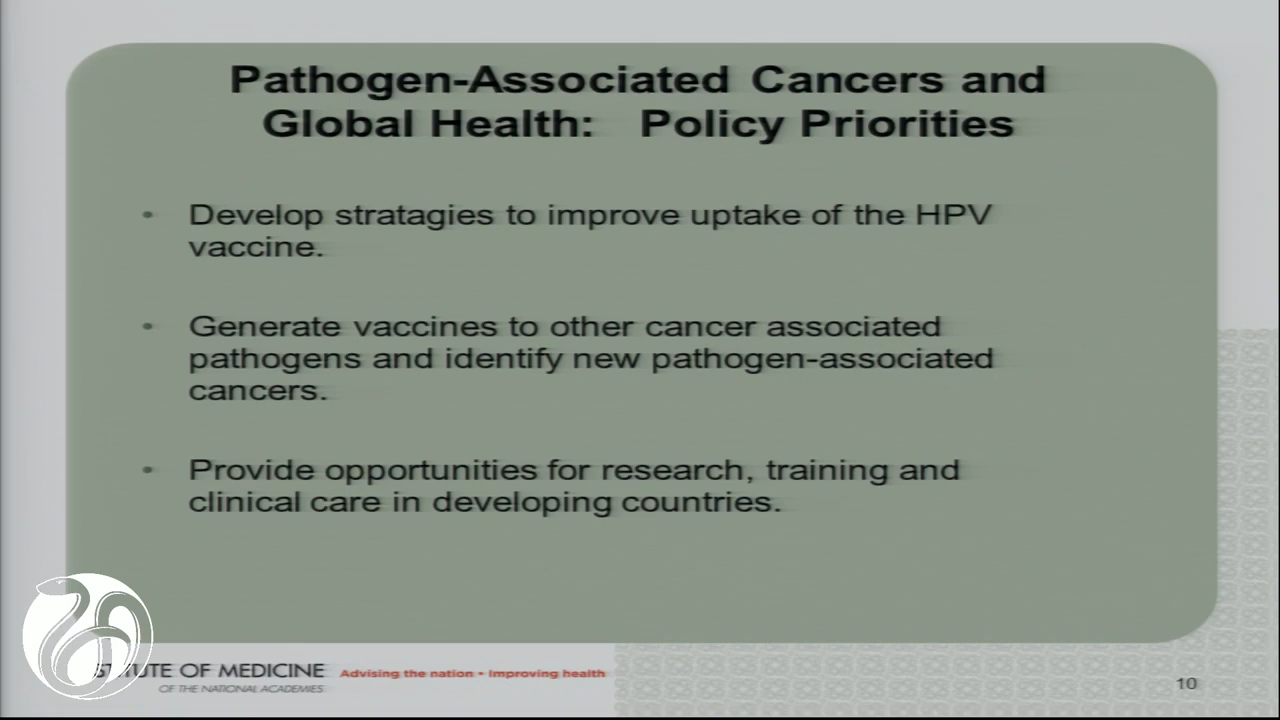 Pathogen-Associated Cancers and
Global Health: Policy Priorities
• Develop stratagies to improve uptake of the HPV
vaccine.
• Generate vaccines to other cancer associated
pathogens and identify new pathogen-associated
cancers.
• Provide opportunities for research, training and
clinical care in developing countries.
OF MEDICINE
Advising the nation • Improving health
OF THE NATIONAL ACADEMIES
10